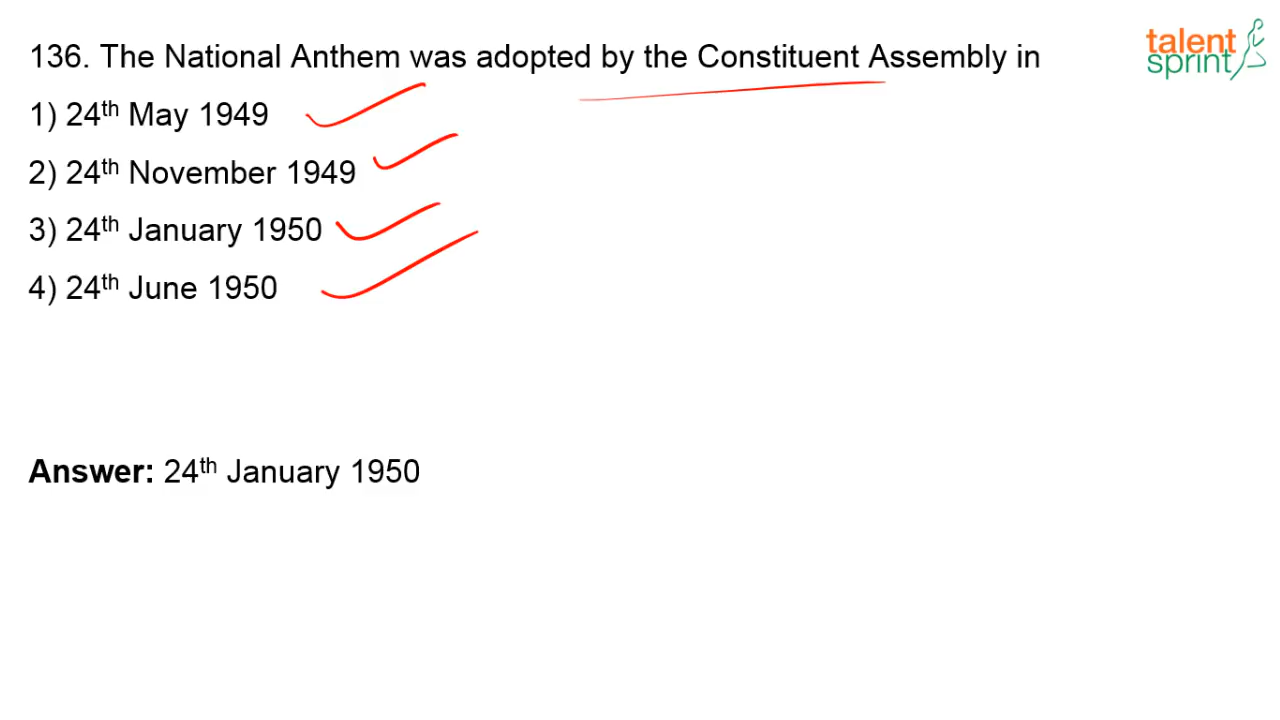 talent
sprint
136. The National Anthem was adopted by the Constituent Assembly in
1) 24th May 1949
2) 24th November 1949
3) 24th January 1950
4) 24th June 1950
Answer: 24th January 1950